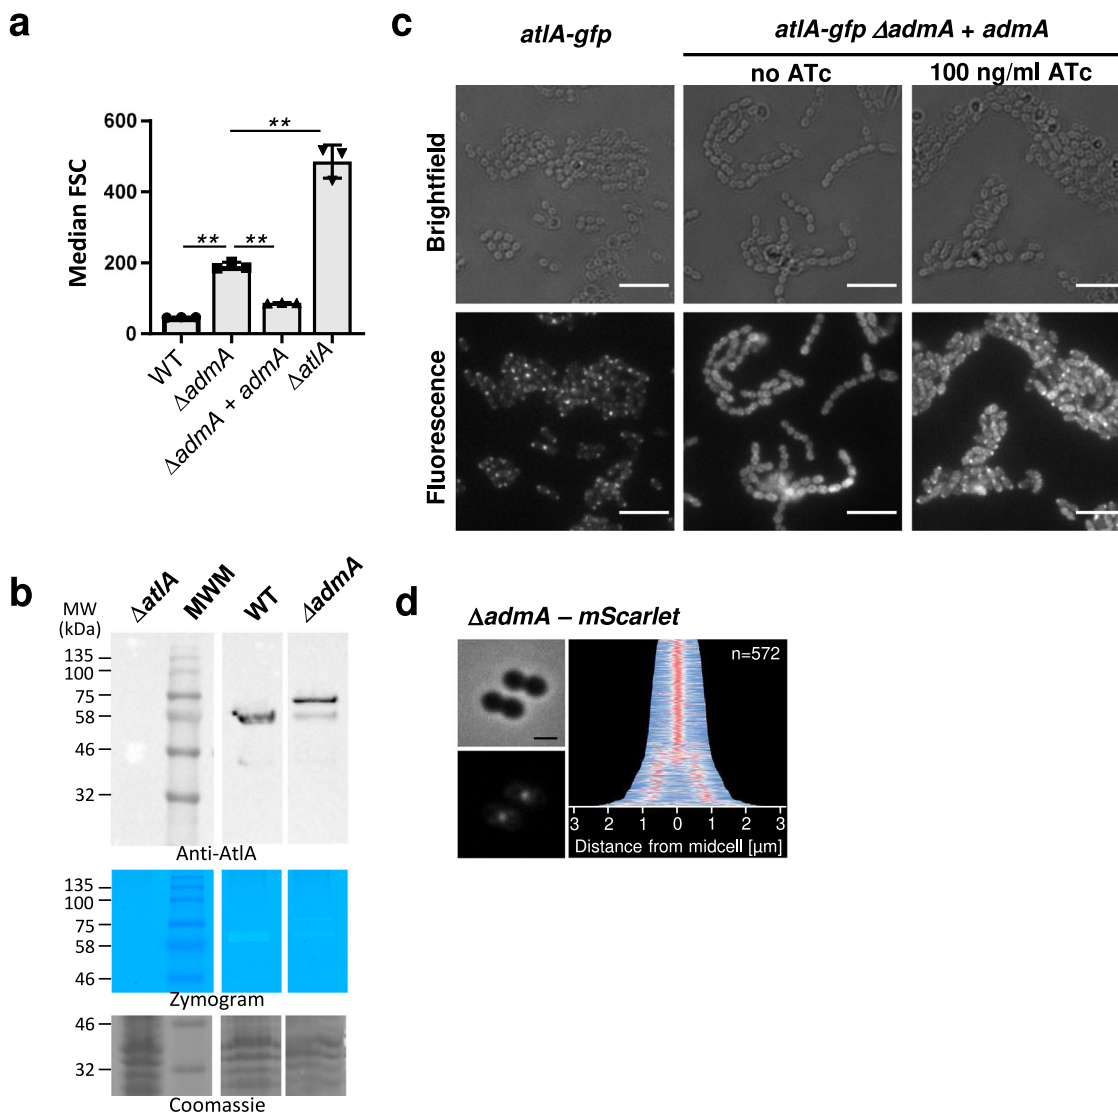 a
Median FSC
600
400
200
0
**
** **
WT
ΔadmA
ΔadmA + admA
ΔatlA
b
MW
(kDa)
ΔatlA
MWM
WT
ΔadmA
135
100
75
58
46
32
Anti-AtlA
135
100
75
58
46
Zymogram
46
32
Coomassie
c
atlA-gfp
atlA-gfp ΔadmA + admA
no ATc
100 ng/ml ATc
Brightfield
Fluorescence
d
ΔadmA – mScarlet
n=572
3 2 1 0 1 2 3
Distance from midcell [µm]